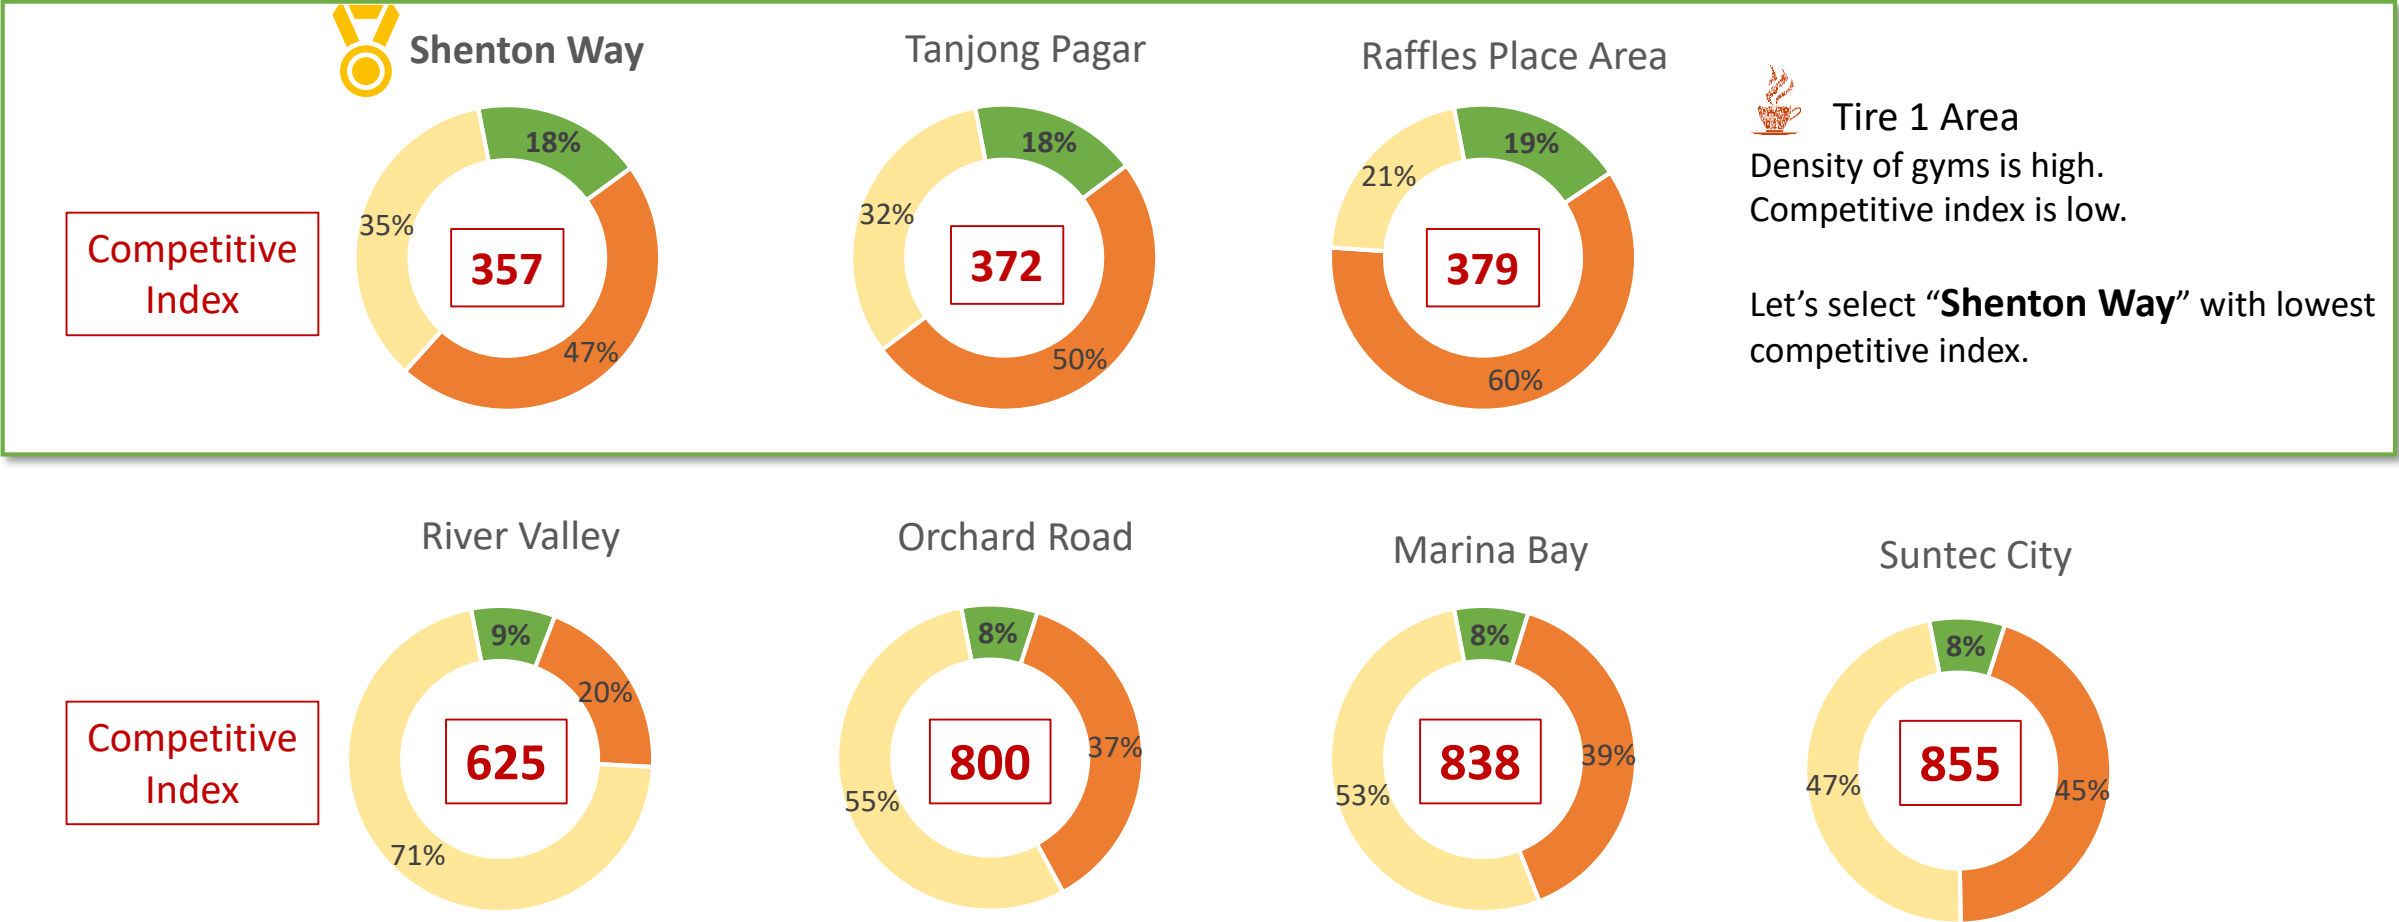 Shenton Way
Tanjong Pagar
Raffles Place Area
Competitive
Index
18%
35%
47%
357
18%
32%
50%
372
19%
21%
60%
379
Tire 1 Area
Density of gyms is high.
Competitive index is low.
Let’s select “Shenton Way” with lowest
competitive index.
River Valley
Orchard Road
Marina Bay
Suntec City
Competitive
Index
9%
20%
71%
625
8%
37%
55%
800
8%
39%
53%
838
8%
45%
47%
855